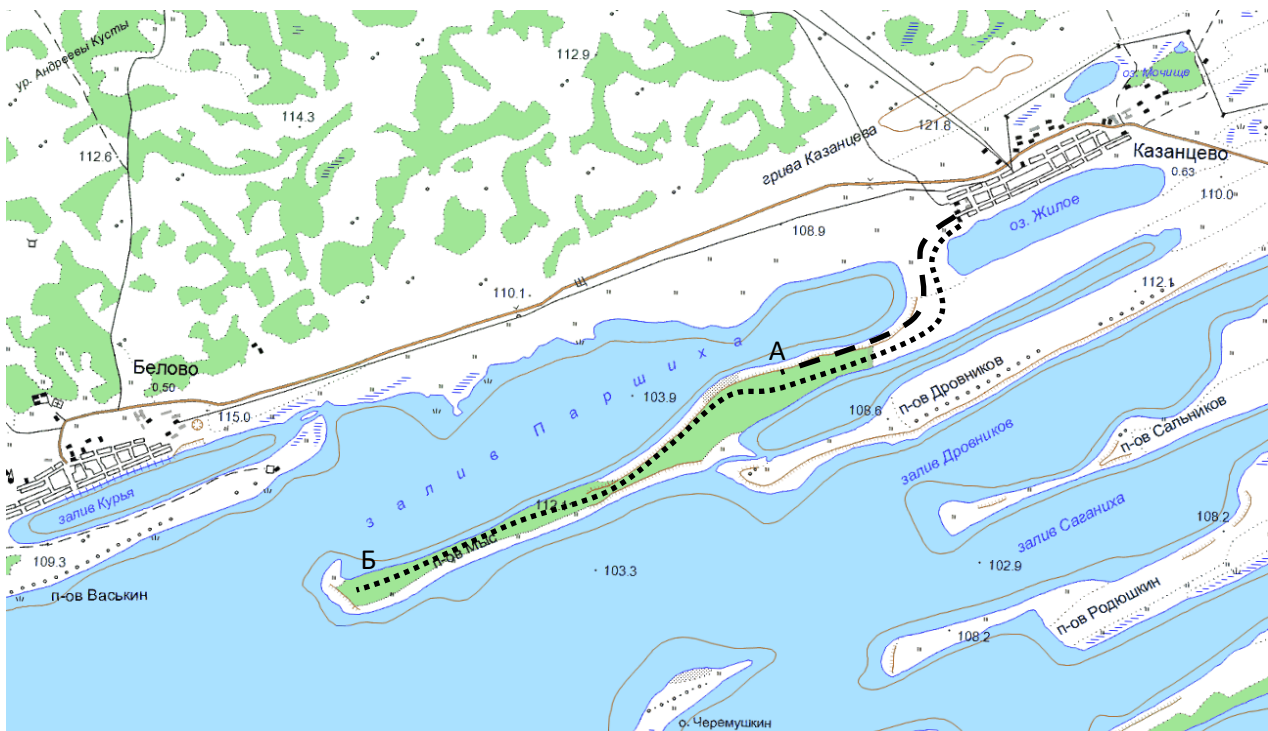 ур. Андреевы Кусты
112.9
114.3
112.6
оз. Мочище
121.8
грива Казанцева
Казанцево
0.63
110.0
оз. Жилое
108.9
112.1
110.1
А
залив Паршиха
103.9
Белово
0.50
115.0
п-ов Дровников
108.6
п-ов Сальников
залив Дровников
залив Курья
залив Саганиха
108.2
п-ов Мыс
Б
109.3
103.3
102.9
п-ов Васькин
п-ов Родюшкин
108.2
о. Черемушкин